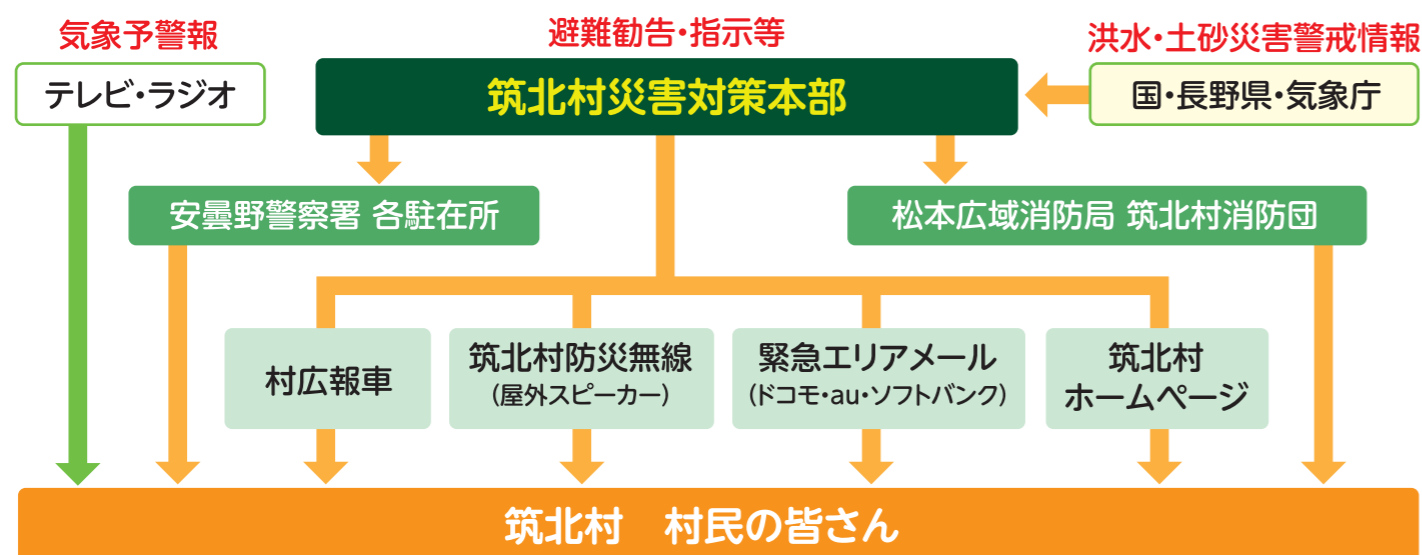 気象予警報
避難勧告・指示等
洪水・土砂災害警戒情報
テレビ・ラジオ
筑北村災害対策本部
国・長野県・気象庁
安曇野警察署 各駐在所
松本広域消防局 筑北村消防団
村広報車
筑北村防災無線
(屋外スピーカー)
緊急エリアメール
(ドコモ・au・ソフトバンク)
筑北村
ホームページ
筑北村　村民の皆さん